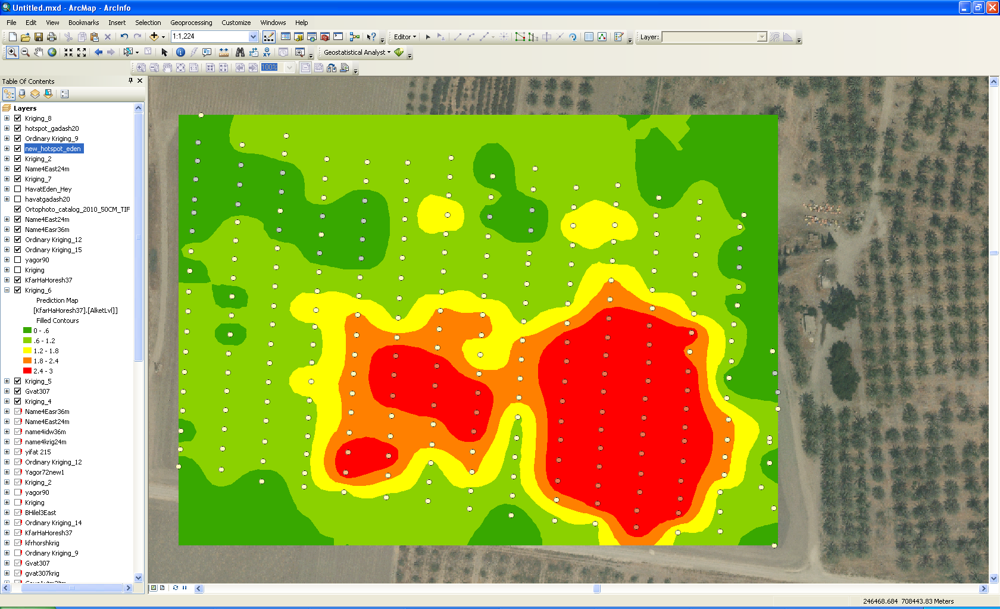 Untitled.mxd - ArcMap - ArcInfo
File Edit View Bookmarks Insert Selection Geoprocessing Customize Windows Help
1:1,224
Editor
Layer:
Geostatistical Analyst
100%
Table Of Contents
Layers
Kriging_8
hotspot_gadash20
Ordinary Kriging_9
new_hotspot_eden
Kriging_2
Name4East24m
Kriging_7
HavatEden_Hey
havatgadash20
Ortophoto_catalog_2010_50CM_TIF
Name4East24m
Name4Easr36m
Ordinary Kriging_12
Ordinary Kriging_15
yagor90
Kriging
KfarHaHoresh37
Kriging_6
Prediction Map
[KfarHaHoresh37].[AlketLvl]]
Filled Contours
0 - .6
.6 - 1.2
1.2 - 1.8
1.8 - 2.4
2.4 - 3
Kriging_5
Gvat307
Kriging_4
Name4Easr36m
Name4East24m
name4idw36m
name4krig24m
yifat 215
Ordinary Kriging_12
Yagor72new1
Kriging_2
yagor90
Kriging
BHilel3East
Ordinary Kriging_14
KfarHaHoresh37
kfrhorshkrig
Ordinary Kriging_9
Gvat307
gvat307krig
246468.684 708443.83 Meters